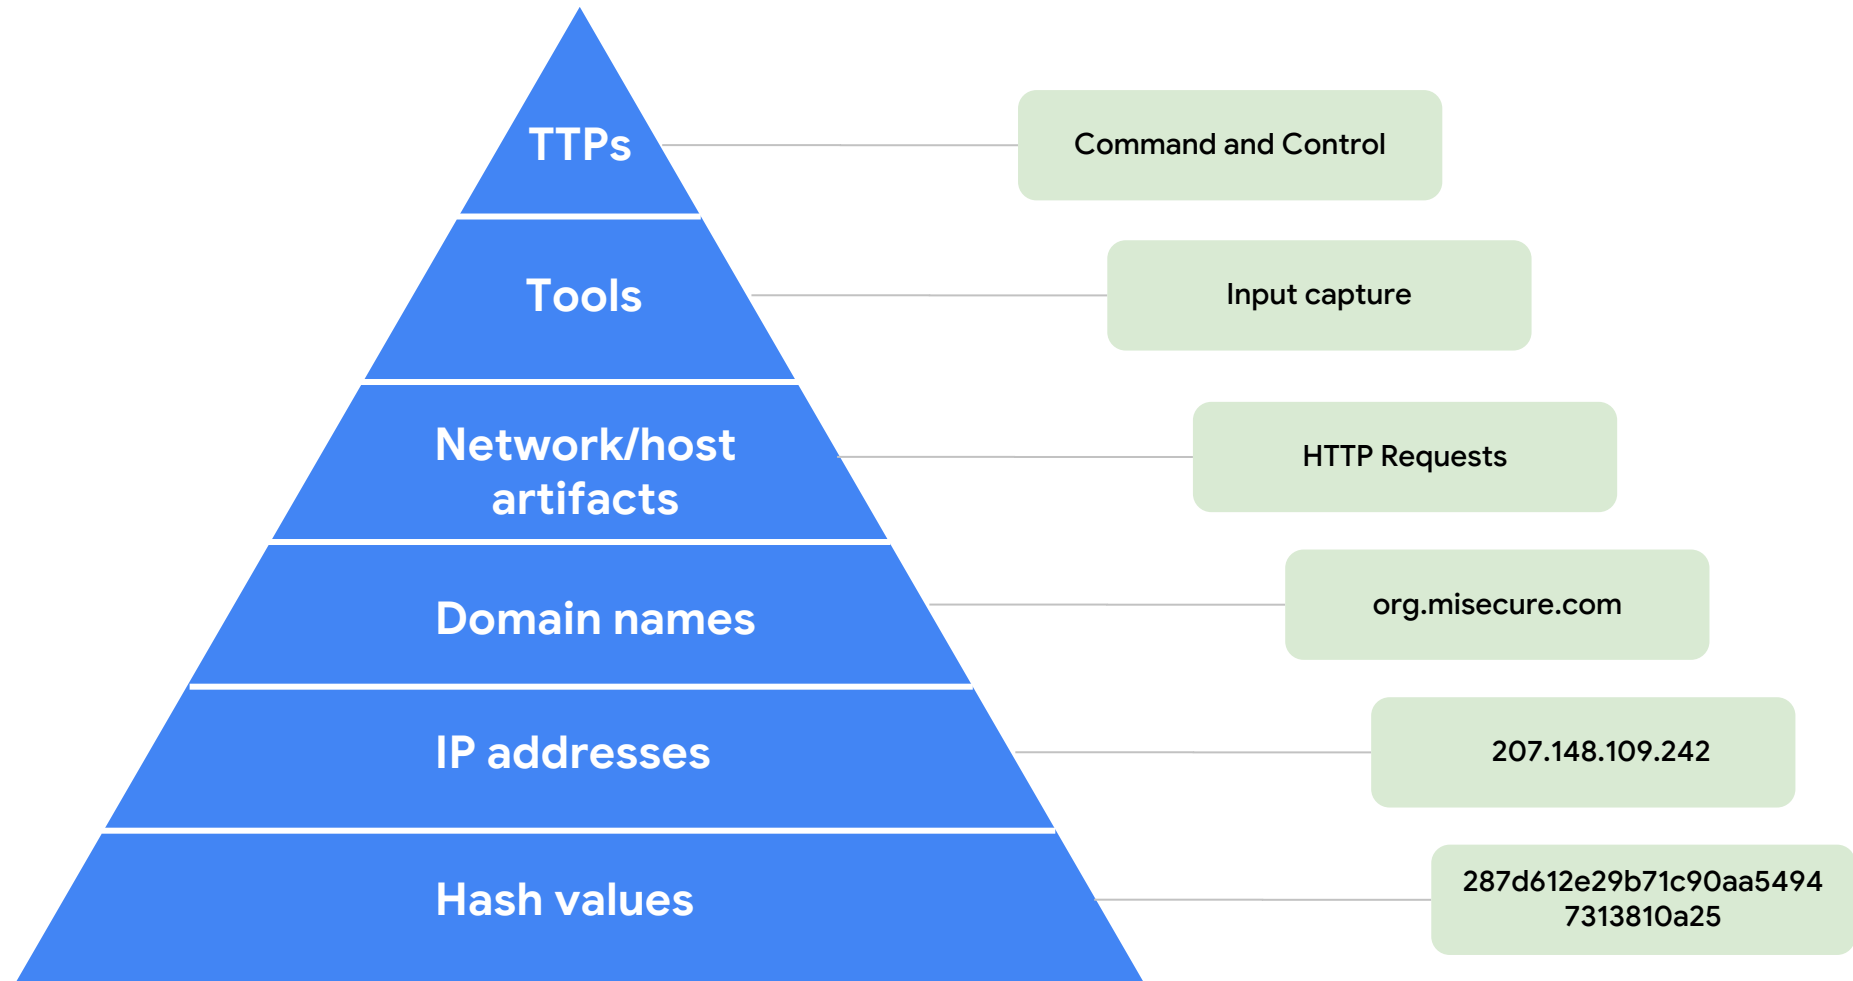 TTPs
Command and Control
Tools
Input capture
Network/host
artifacts
HTTP Requests
Domain names
org.misecure.com
IP addresses
207.148.109.242
Hash values
287d612e29b71c90aa5494
7313810a25